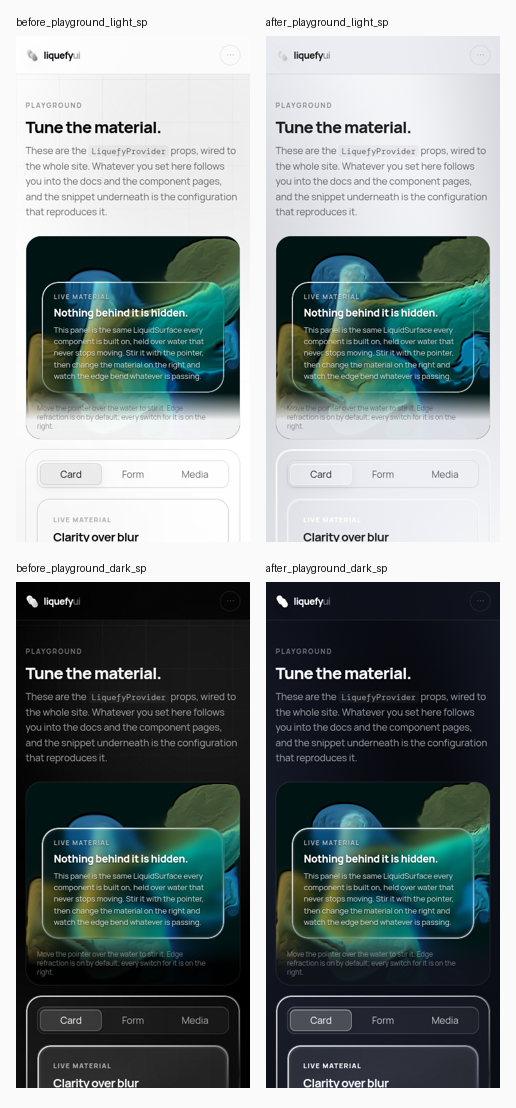 before_playground_light_sp
liquefyui
PLAYGROUND
Tune the material.
These are the LiquefyProvider props, wired to
the whole site. Whatever you set here follows
you into the docs and the component pages,
and the snippet underneath is the configuration
that reproduces it.
LIVE MATERIAL
Nothing behind it is hidden.
This panel is the same LiquidSurface every
component is built on, held over water that
never stops moving. Stir it with the pointer,
then change the material on the right and
watch the edge bend whatever is passing.
Move the pointer over the water to stir it. Edge
refraction is on by default; every switch for it is on the
right.
Card Form Media
LIVE MATERIAL
Clarity over blur
after_playground_light_sp
liquefyui
PLAYGROUND
Tune the material.
These are the LiquefyProvider props, wired to
the whole site. Whatever you set here follows
you into the docs and the component pages,
and the snippet underneath is the configuration
that reproduces it.
LIVE MATERIAL
Nothing behind it is hidden.
This panel is the same LiquidSurface every
component is built on, held over water that
never stops moving. Stir it with the pointer,
then change the material on the right and
watch the edge bend whatever is passing.
Move the pointer over the water to stir it. Edge
refraction is on by default; every switch for it is on the
right.
Card Form Media
LIVE MATERIAL
Clarity over blur
before_playground_dark_sp
liquefyui
PLAYGROUND
Tune the material.
These are the LiquefyProvider props, wired to
the whole site. Whatever you set here follows
you into the docs and the component pages,
and the snippet underneath is the configuration
that reproduces it.
LIVE MATERIAL
Nothing behind it is hidden.
This panel is the same LiquidSurface every
component is built on, held over water that
never stops moving. Stir it with the pointer,
then change the material on the right and
watch the edge bend whatever is passing.
Move the pointer over the water to stir it. Edge
refraction is on by default; every switch for it is on the
right.
Card Form Media
LIVE MATERIAL
Clarity over blur
after_playground_dark_sp
liquefyui
PLAYGROUND
Tune the material.
These are the LiquefyProvider props, wired to
the whole site. Whatever you set here follows
you into the docs and the component pages,
and the snippet underneath is the configuration
that reproduces it.
LIVE MATERIAL
Nothing behind it is hidden.
This panel is the same LiquidSurface every
component is built on, held over water that
never stops moving. Stir it with the pointer,
then change the material on the right and
watch the edge bend whatever is passing.
Move the pointer over the water to stir it. Edge
refraction is on by default; every switch for it is on the
right.
Card Form Media
LIVE MATERIAL
Clarity over blur